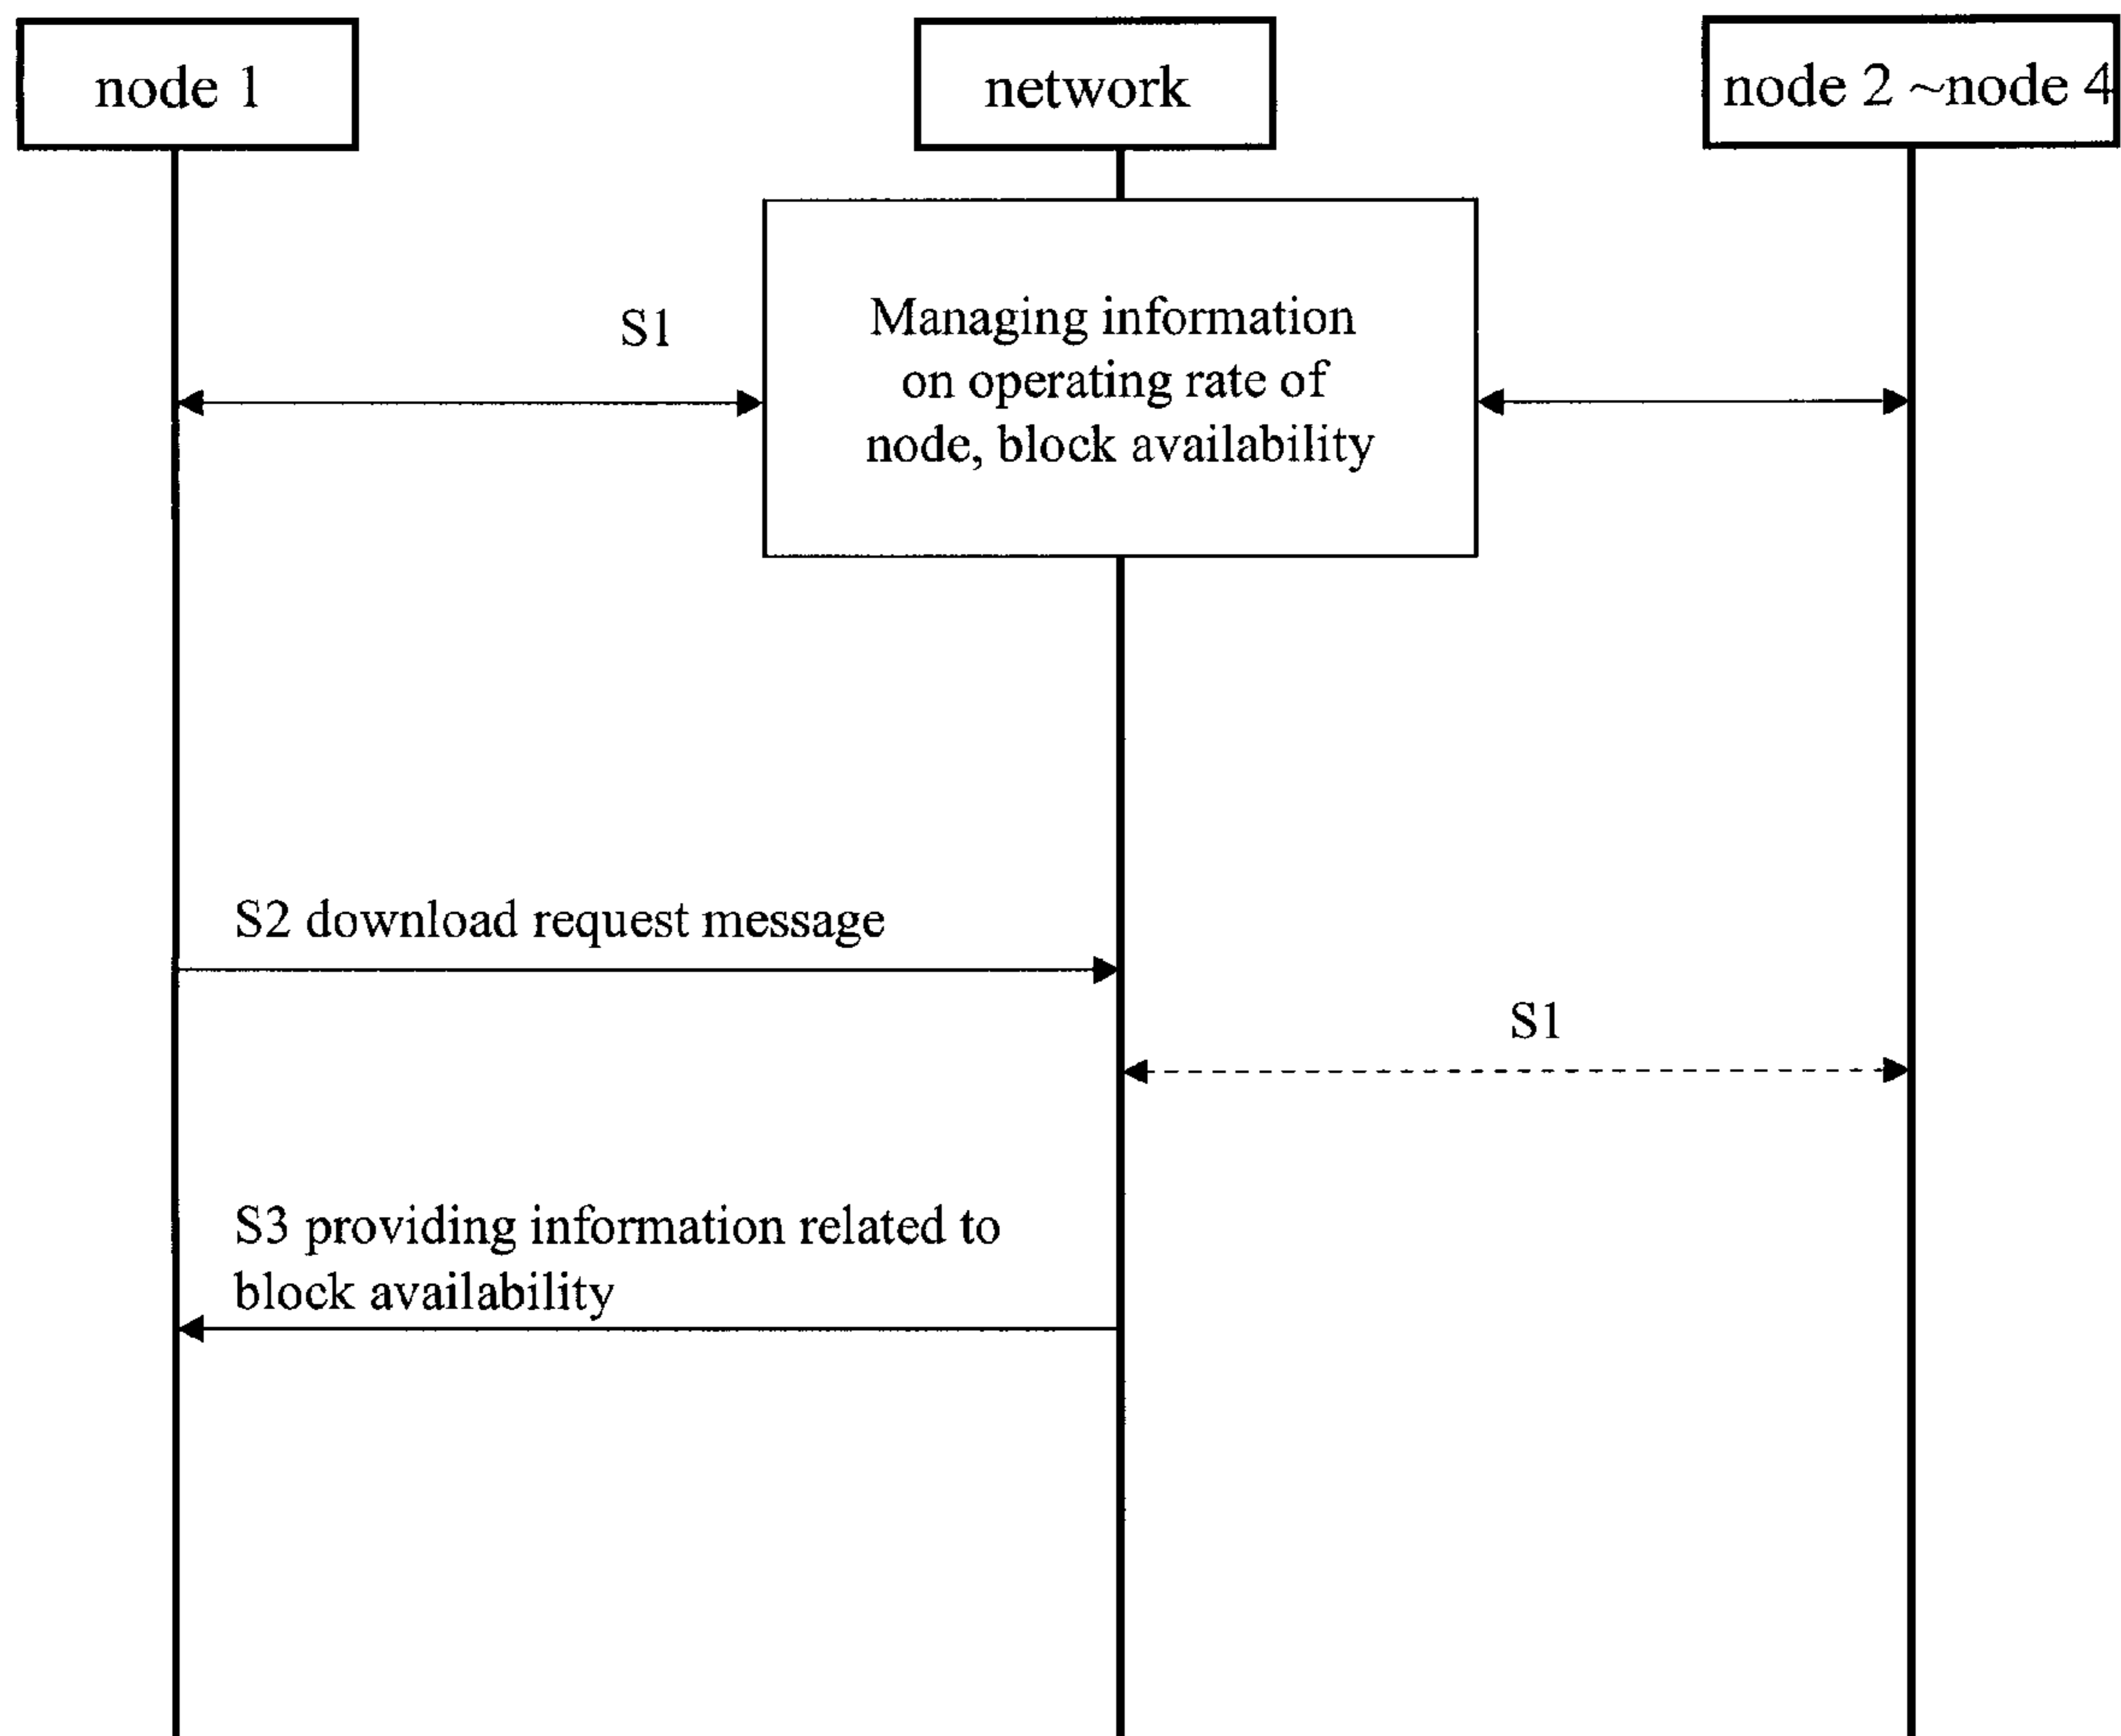 node 1
network
node 2 ~node 4
S1
Managing information
on operating rate of
node, block availability
S2 download request message
S1
S3 providing information related to
block availability